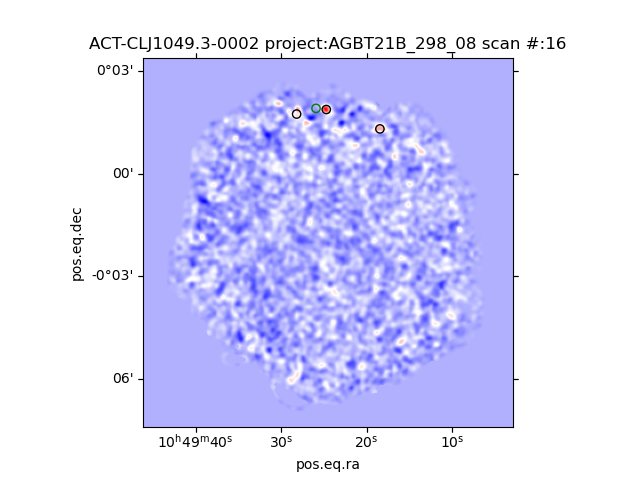 ACT-CLJ1049.3-0002 project:AGBT21B_298_08 scan #:16
0°03'
00'
-0°03'
06'
pos.eq.dec
10ʰ49ᵐ40ˢ 30ˢ 20ˢ 10ˢ
pos.eq.ra